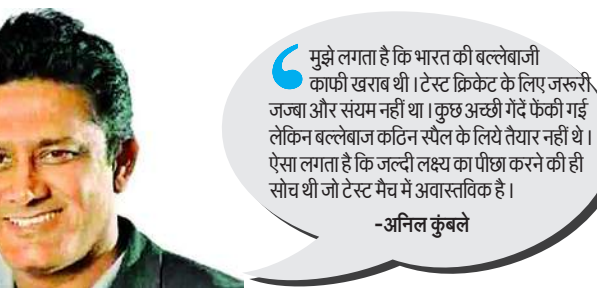 ‘मुझे लगता है कि भारत की बल्लेबाजी
काफी खराब थी । टेस्ट क्रिकेट के लिए जरूरी
जज्बा और संयम नहीं था । कुछ अच्छी गेंदें फेंकी गई
लेकिन बल्लेबाज कठिन स्पैल के लिये तैयार नहीं थे ।
ऐसा लगता है कि जल्दी लक्ष्य का पीछा करने की ही
सोच थी जो टेस्ट मैच में अवास्तविक है ।
-अनिल कुंबले